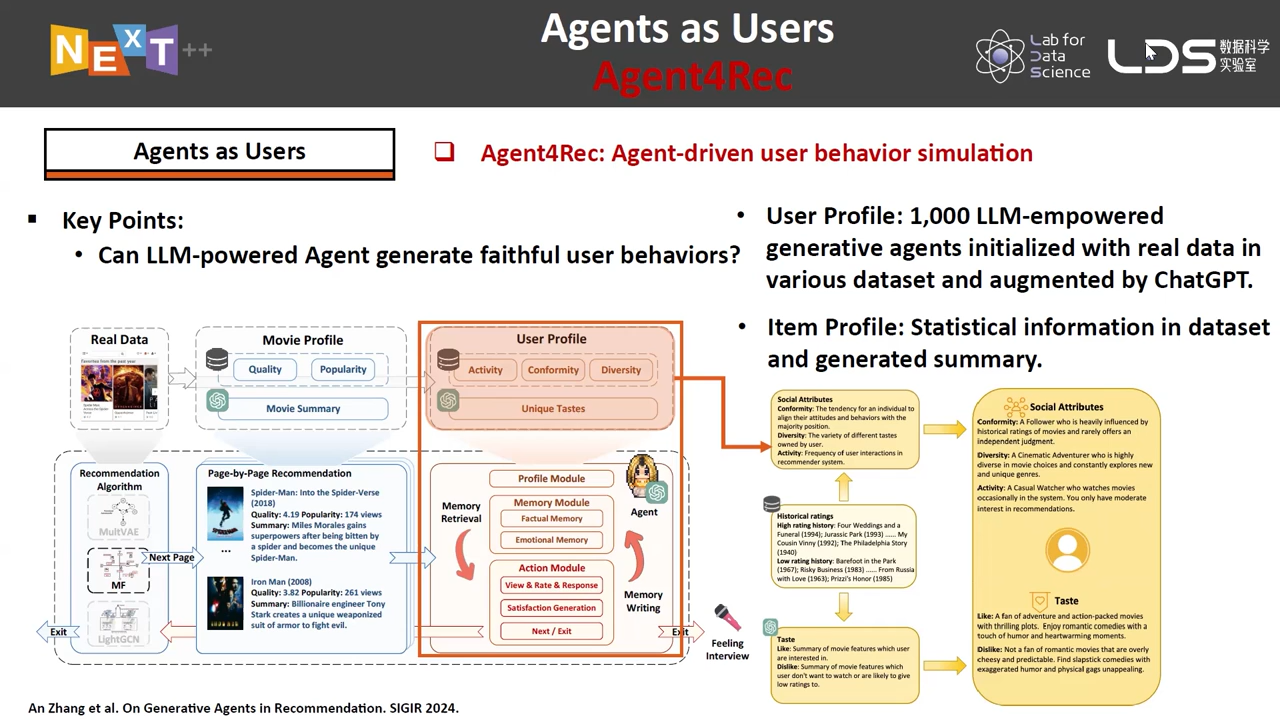 NEXT++
Agents as Users
Agent4Rec
Lab for
Data
Science
LDS
数据科学
实验室
Agents as Users
Agent4Rec: Agent-driven user behavior simulation
Key Points:
Can LLM-powered Agent generate faithful user behaviors?
User Profile: 1,000 LLM-empowered
generative agents initialized with real data in
various dataset and augmented by ChatGPT.
Item Profile: Statistical information in dataset
and generated summary.
Real Data
Movie Profile
Quality
Popularity
Movie Summary
User Profile
Activity
Conformity
Diversity
Unique Tastes
Recommendation
Algorithm
MultVAE
MF
LightGCN
Next Page
Exit
Page-by-Page Recommendation
Spider-Man: Into the Spider-Verse
(2018)
Quality: 4.19 Popularity: 174 views
Summary: Miles Morales gains
superpowers after being bitten by
a spider and becomes the unique
Spider-Man.
...
Iron Man (2008)
Quality: 3.82 Popularity: 261 views
Summary: Billionaire engineer Tony
Stark creates a unique weaponized
suit of armor to fight evil.
Memory
Retrieval
Profile Module
Memory Module
Factual Memory
Emotional Memory
Action Module
View & Rate & Response
Satisfaction Generation
Next / Exit
Agent
Memory
Writing
Exit
Feeling
Interview
Social Attributes
Conformity: The tendency for an individual to
align their attitudes and behaviors with the
majority position.
Diversity: The variety of different tastes
owned by user.
Activity: Frequency of user interactions in
recommender system.
Historical ratings
High rating history: Four Weddings and a
Funeral (1994); Jurassic Park (1993) ...... My
Cousin Vinny (1992); The Philadelphia Story
(1940)
Low rating history: Barefoot in the Park
(1967); Risky Business (1983) ...... From Russia
with Love (1963); Prizzi's Honor (1985)
Taste
Like: Summary of movie features which user
are interested in.
Dislike: Summary of movie features which
user don't want to watch or are likely to give
low ratings to.
Social Attributes
Conformity: A Follower who is heavily influenced by
historical ratings of movies and rarely offers an
independent judgment.
Diversity: A Cinematic Adventurer who is highly
diverse in movie choices and constantly explores new
and unique genres.
Activity: A Casual Watcher who watches movies
occasionally in the system. You only have moderate
interest in recommendations.
Taste
Like: A fan of adventure and action-packed movies
with thrilling plots. Enjoy romantic comedies with a
touch of humor and heartwarming moments.
Dislike: Not a fan of romantic movies that are overly
cheesy and predictable. Find slapstick comedies with
exaggerated humor and physical gags unappealing.
An Zhang et al. On Generative Agents in Recommendation. SIGIR 2024.